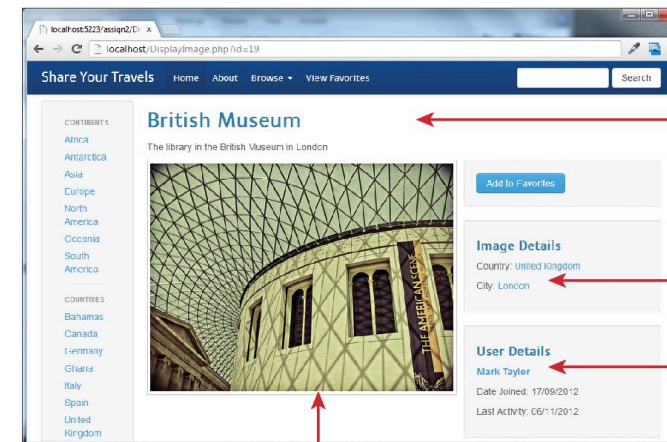 localhost:5223/assign2/Di x
localhost/DisplayImage.php?id=19
Share Your Travels Home About Browse View Favorites Search
CONTINENTS
Africa
Antarctica
Asia
Europe
North
America
Oceania
South
America
COUNTRIES
Bahamas
Canada
Germany
Ghana
Italy
Spain
United
Kingdom
British Museum
The library in the British Museum in London
THE AMERICAN SCENE
Add to Favorites
Image Details
Country: United Kingdom
City: London
User Details
Mark Taylor
Date Joined: 17/09/2012
Last Activity: 06/11/2012